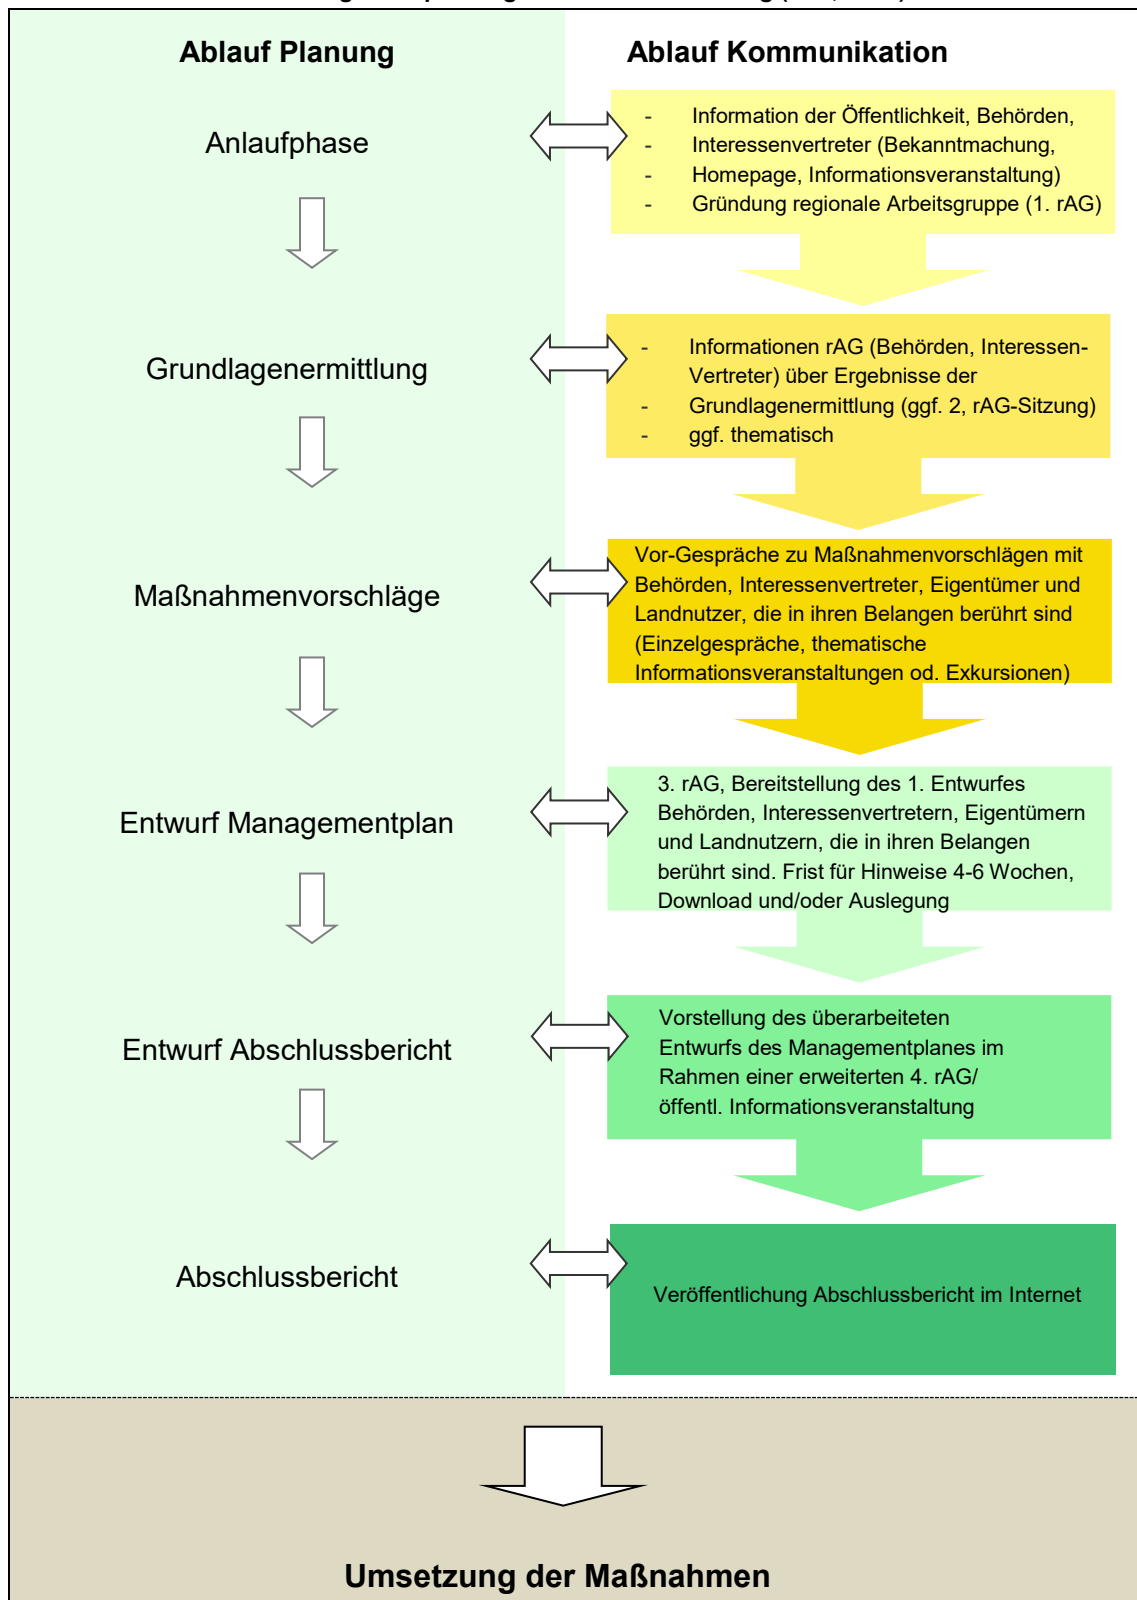 Ablauf Planung
Ablauf Kommunikation
Anlaufphase
- Information der Öffentlichkeit, Behörden,
- Interessenvertreter (Bekanntmachung,
- Homepage, Informationsveranstaltung)
- Gründung regionale Arbeitsgruppe (1. rAG)
Grundlagenermittlung
- Informationen rAG (Behörden, Interessen-
Vertreter) über Ergebnisse der
- Grundlagenermittlung (ggf. 2, rAG-Sitzung)
- ggf. thematisch
Maßnahmenvorschläge
Vor-Gespräche zu Maßnahmenvorschlägen mit
Behörden, Interessenvertreter, Eigentümer und
Landnutzer, die in ihren Belangen berührt sind
(Einzelgespräche, thematische
Informationsveranstaltungen od. Exkursionen)
Entwurf Managementplan
3. rAG, Bereitstellung des 1. Entwurfes
Behörden, Interessenvertretern, Eigentümern
und Landnutzern, die in ihren Belangen
berührt sind. Frist für Hinweise 4-6 Wochen,
Download und/oder Auslegung
Entwurf Abschlussbericht
Vorstellung des überarbeiteten
Entwurfs des Managementplanes im
Rahmen einer erweiterten 4. rAG/
öffentl. Informationsveranstaltung
Abschlussbericht
Veröffentlichung Abschlussbericht im Internet
Umsetzung der Maßnahmen